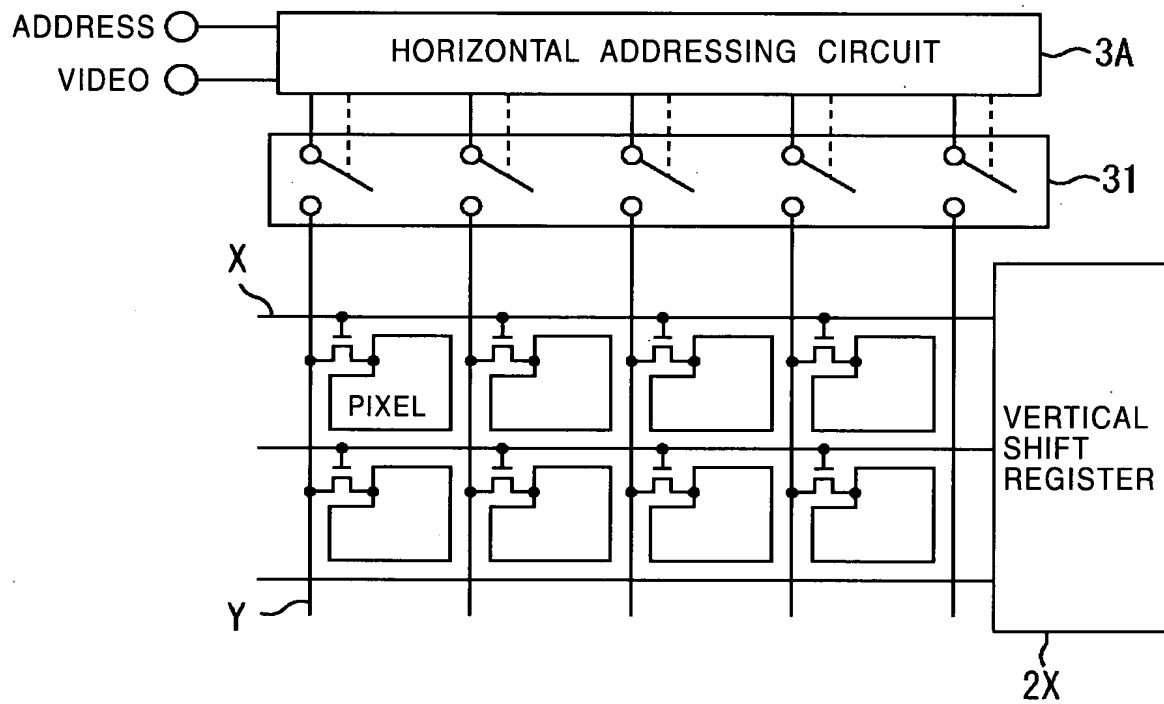 ADDRESS
VIDEO
HORIZONTAL ADDRESSING CIRCUIT
3A
31
X
PIXEL
VERTICAL
SHIFT
REGISTER
Y
2X